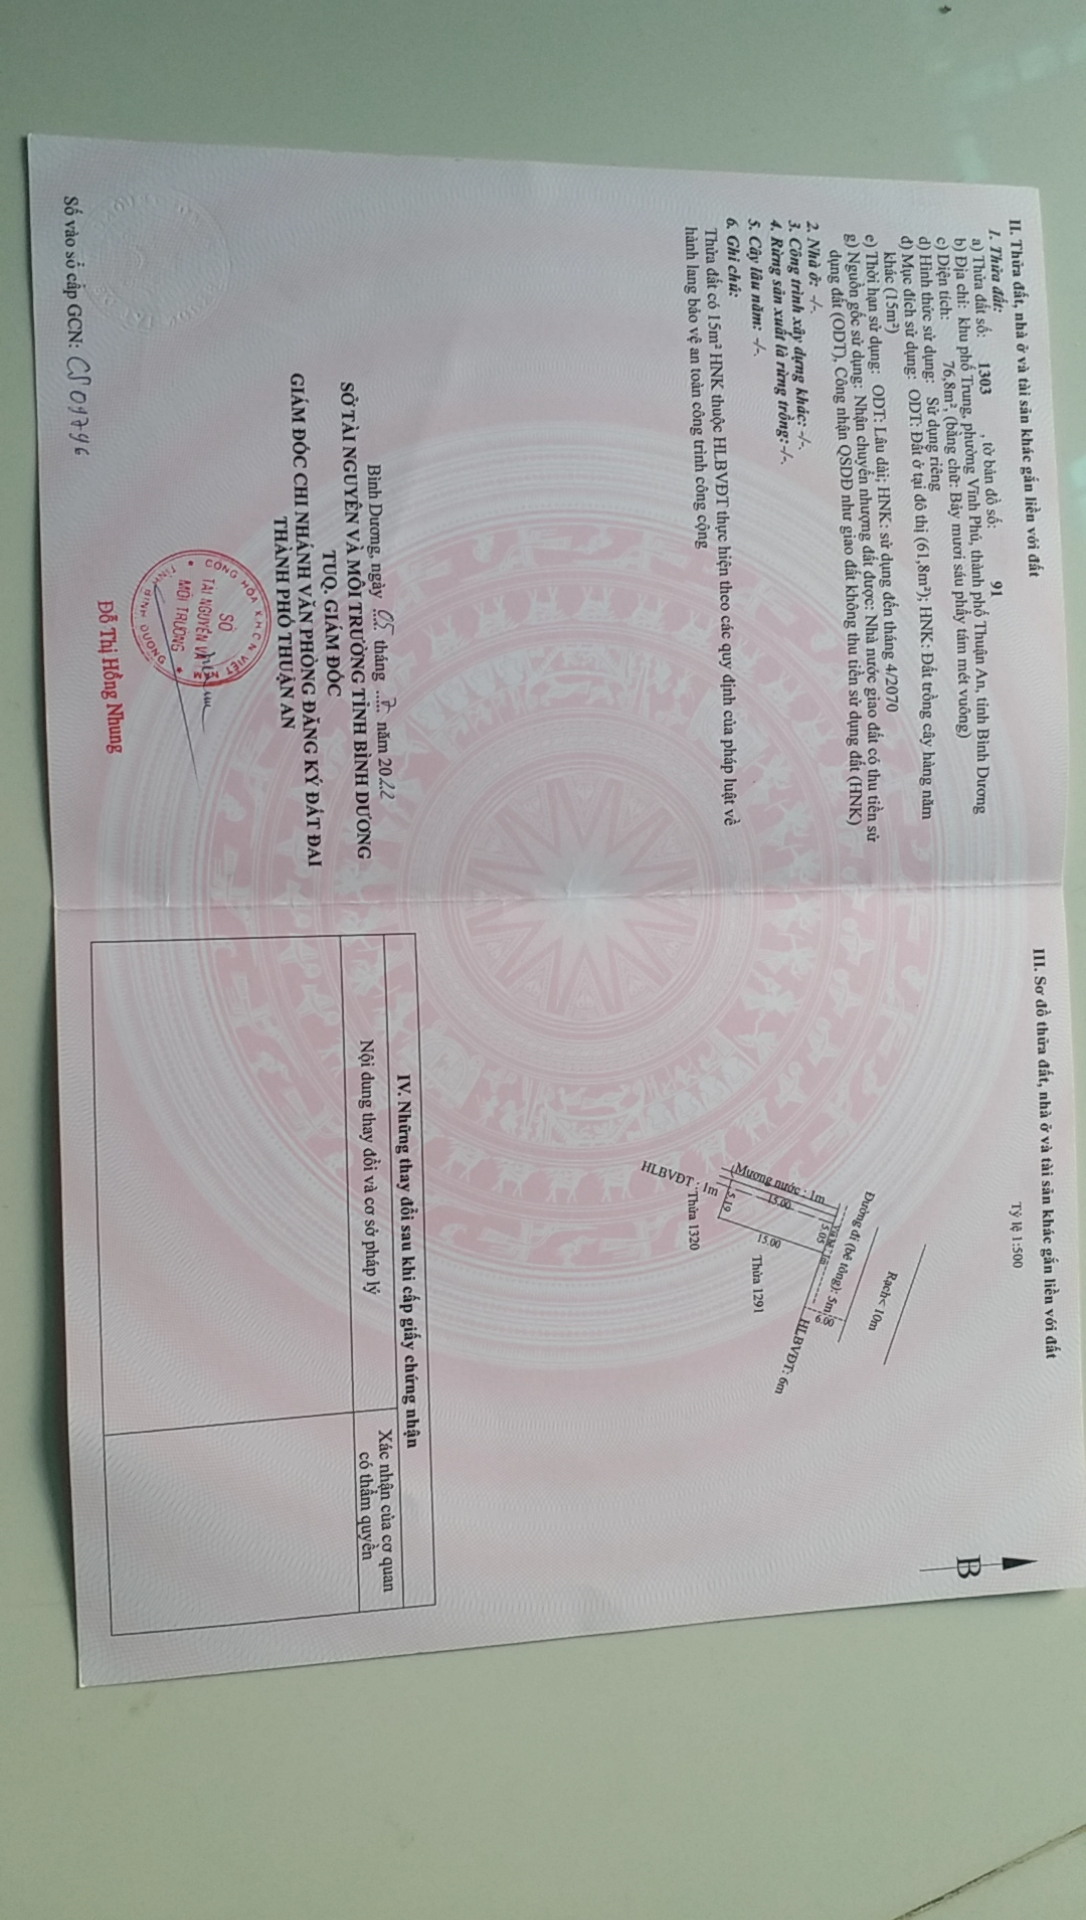 II. Thửa đất, nhà ở và tài sản khác gắn liền với đất
1. Thửa đất:
a) Thửa đất số: 1303 , tờ bản đồ số: 91
b) Địa chỉ: khu phố Trung, phường Vĩnh Phú, thành phố Thuận An, tỉnh Bình Dương
c) Diện tích: 76,8m², (bằng chữ: Bảy mươi sáu phẩy tám mét vuông)
d) Hình thức sử dụng: Sử dụng riêng
đ) Mục đích sử dụng: ODT: Đất ở tại đô thị (61,8m²); HNK: Đất trồng cây hàng năm
khác (15m²)
e) Thời hạn sử dụng: ODT: Lâu dài; HNK: sử dụng đến tháng 4/2070
g) Nguồn gốc sử dụng: Nhận chuyển nhượng đất được: Nhà nước giao đất có thu tiền sử
dụng đất (ODT), Công nhận QSDĐ như giao đất không thu tiền sử dụng đất (HNK)
2. Nhà ở: -/-.
3. Công trình xây dựng khác: -/-.
4. Rừng sản xuất là rừng trồng: -/-.
5. Cây lâu năm: -/-.
6. Ghi chú:
Thửa đất có 15m² HNK thuộc HLBVĐT thực hiện theo các quy định của pháp luật về
hành lang bảo vệ an toàn công trình công cộng
Bình Dương, ngày 05 tháng 7 năm 2022
SỞ TÀI NGUYÊN VÀ MÔI TRƯỜNG TỈNH BÌNH DƯƠNG
TUQ. GIÁM ĐỐC
GIÁM ĐỐC CHI NHÁNH VĂN PHÒNG ĐĂNG KÝ ĐẤT ĐAI
THÀNH PHỐ THUẬN AN
CỘNG HÒA X.H.C.N VIỆT
SỞ
TÀI NGUYÊN VÀ
MÔI TRƯỜNG
TỈNH BÌNH DƯƠNG
Đỗ Thị Hồng Nhung
Số vào sổ cấp GCN: CS09796
III. Sơ đồ thửa đất, nhà ở và tài sản khác gắn liền với đất
Tỷ lệ 1:500
B
Rạch< 10m
Đường đi (bê tông): 5m
6.00
HLBVĐT: 6m
5.05
Mương nước : 1m
15.00
15.00
5.19
Thửa 1291
HLBVĐT : 1m
Thửa 1320
IV. Những thay đổi sau khi cấp giấy chứng nhận
Nội dung thay đổi và cơ sở pháp lý
Xác nhận của cơ quan
có thẩm quyền